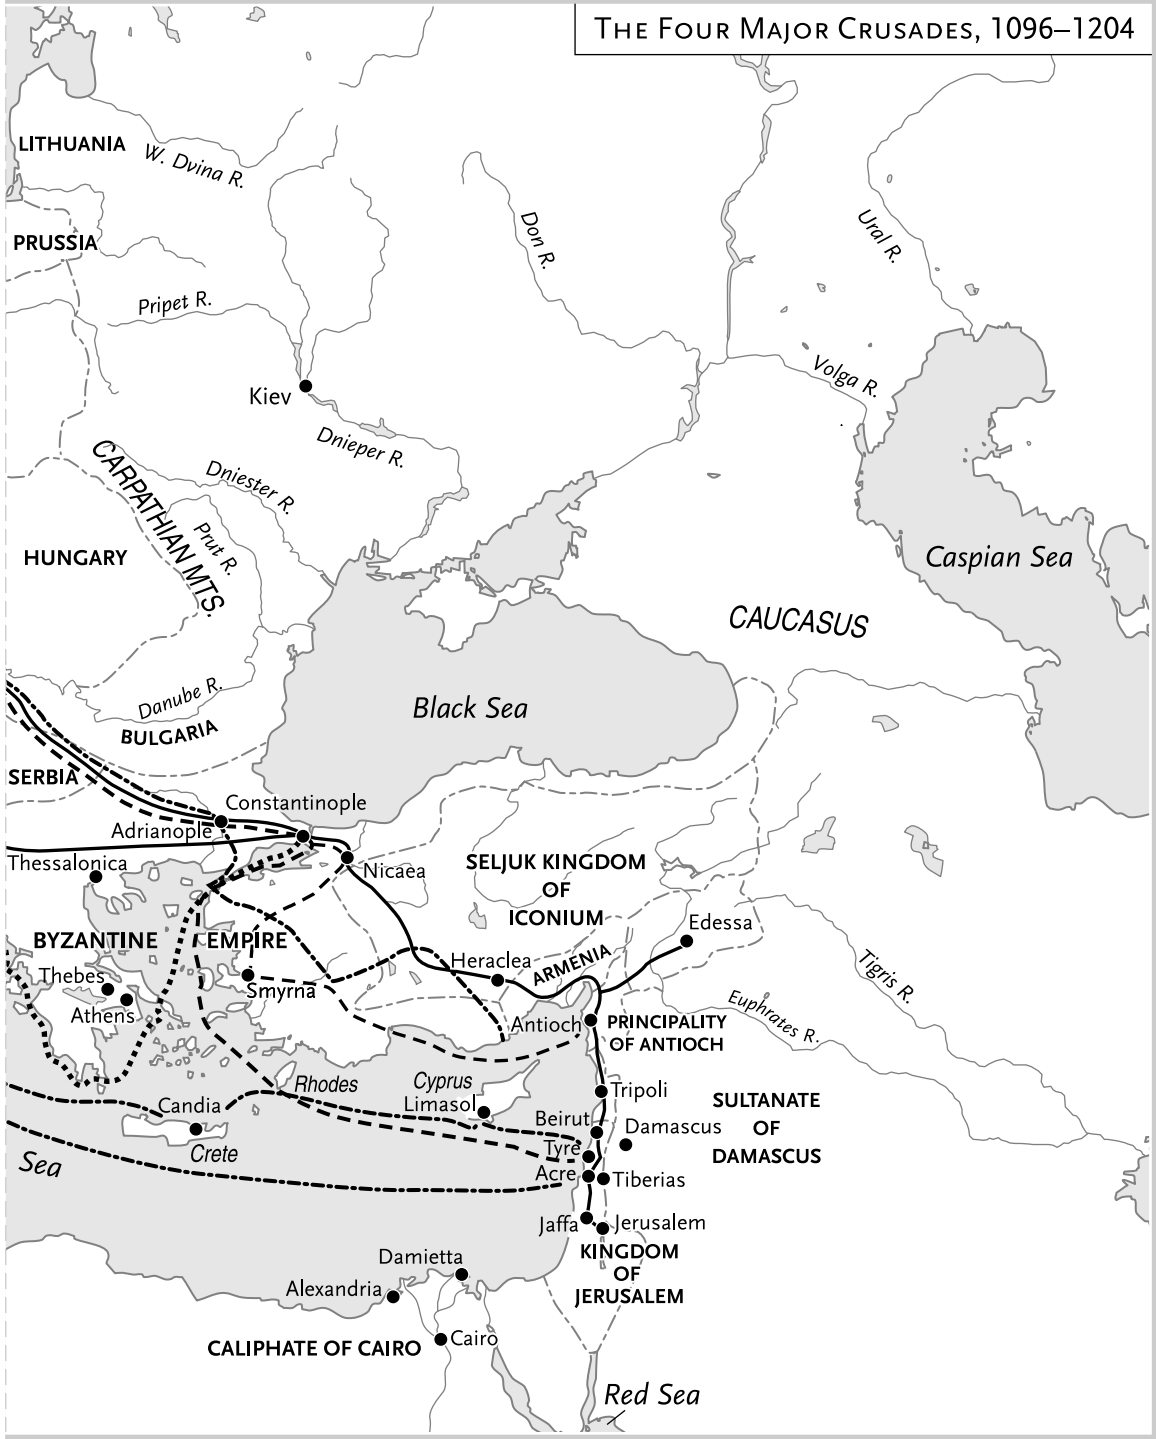 THE FOUR MAJOR CRUSADES, 1096–1204
LITHUANIA
W. Dvina R.
PRUSSIA
Don R.
Ural R.
Pripet R.
Volga R.
Kiev
Dnieper R.
CARPATHIAN MTS.
Dniester R.
Prut R.
HUNGARY
Caspian Sea
CAUCASUS
Danube R.
Black Sea
BULGARIA
SERBIA
Constantinople
Adrianople
Thessalonica
Nicaea
SELJUK KINGDOM
OF
ICONIUM
Edessa
BYZANTINE EMPIRE
Heraclea
ARMENIA
Thebes
Smyrna
Tigris R.
Athens
Euphrates R.
Antioch
PRINCIPALITY
OF ANTIOCH
Rhodes
Cyprus
Limasol
Tripoli
Candia
SULTANATE
OF
DAMASCUS
Beirut
Damascus
Crete
Tyre
Sea
Acre
Tiberias
Jaffa
Jerusalem
KINGDOM
OF
JERUSALEM
Damietta
Alexandria
CALIPHATE OF CAIRO
Cairo
Red Sea